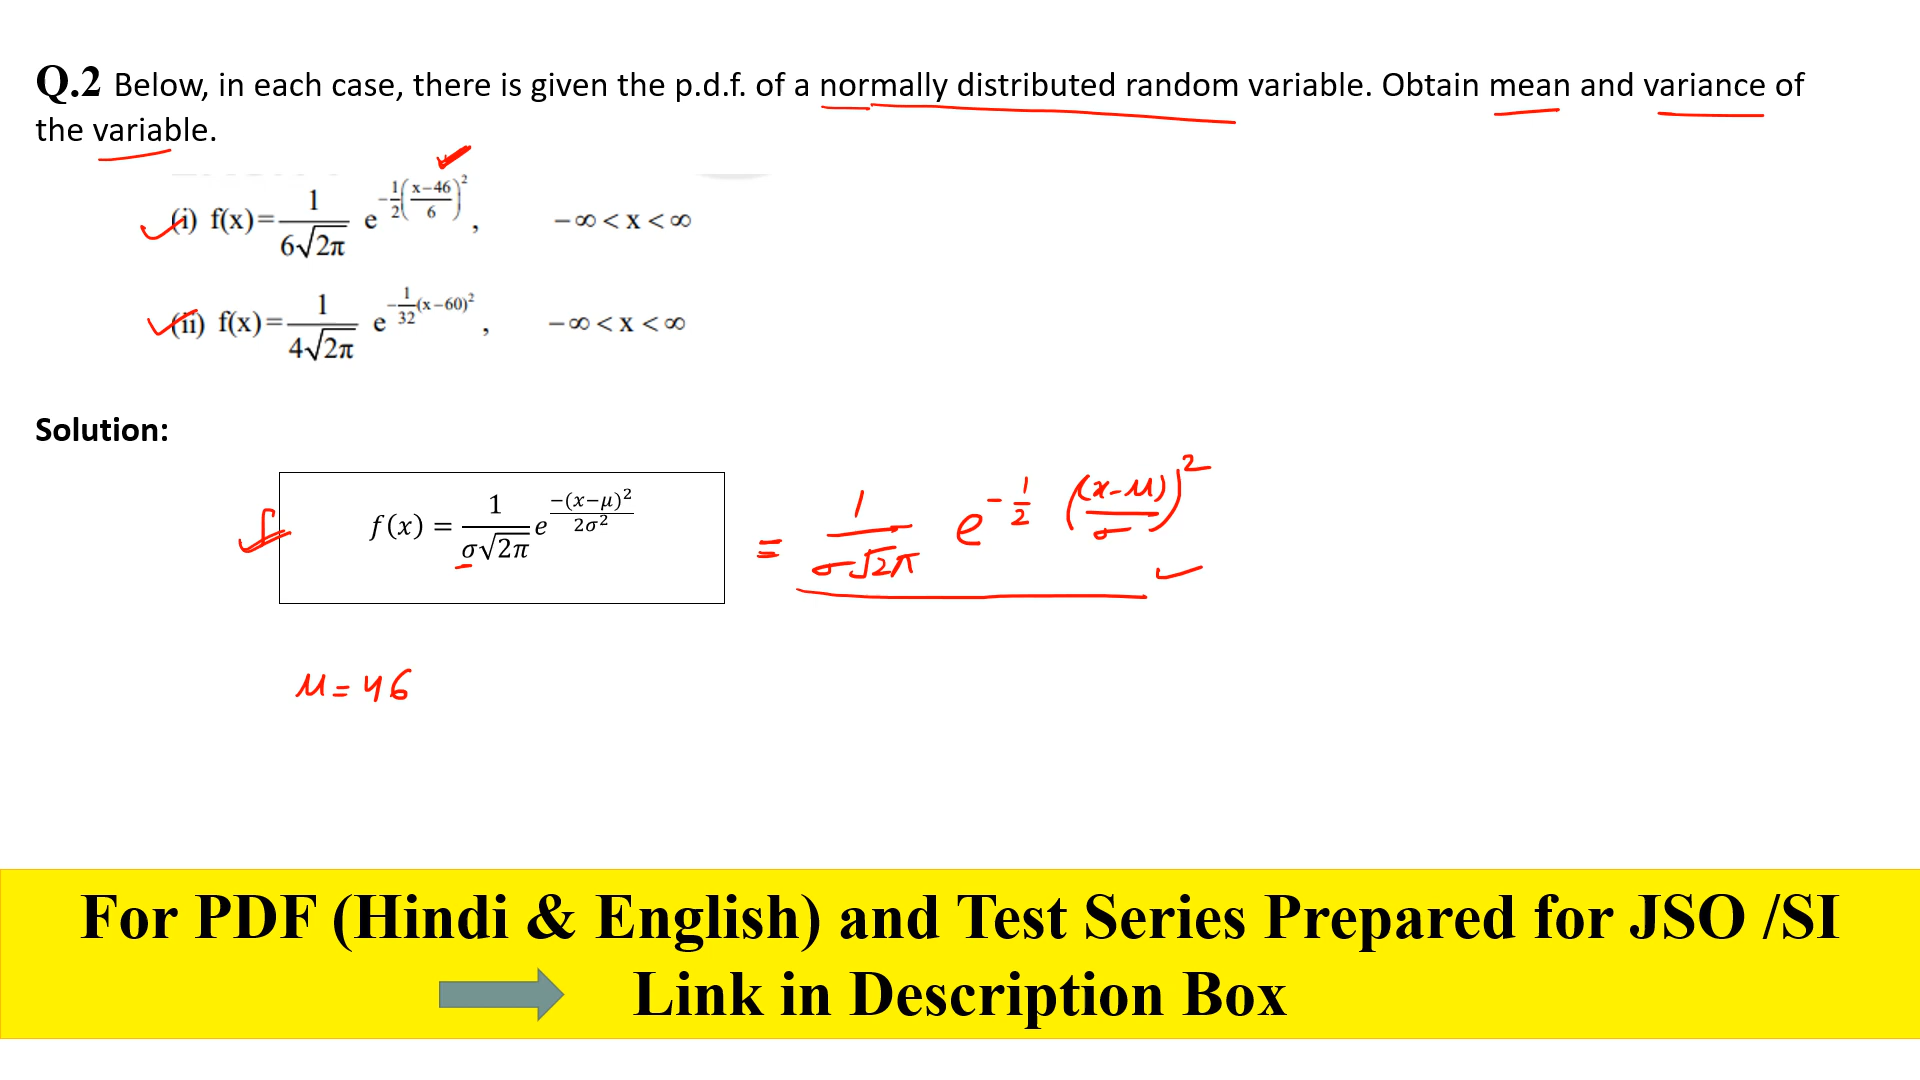 Q.2 Below, in each case, there is given the p.d.f. of a normally distributed random variable. Obtain mean and variance of
the variable.
(i) f(x)=1/(6√2π) e^(-1/2((x-46)/6)²), -∞ < x < ∞
(ii) f(x)=1/(4√2π) e^(-1/32(x-60)²), -∞ < x < ∞
Solution:
f(x) = 1/(σ√2π) e^(-(x-μ)²/2σ²) = 1/(σ√2π) e^(-1/2((x-μ)/σ)²)
μ = 46
For PDF (Hindi & English) and Test Series Prepared for JSO /SI
Link in Description Box